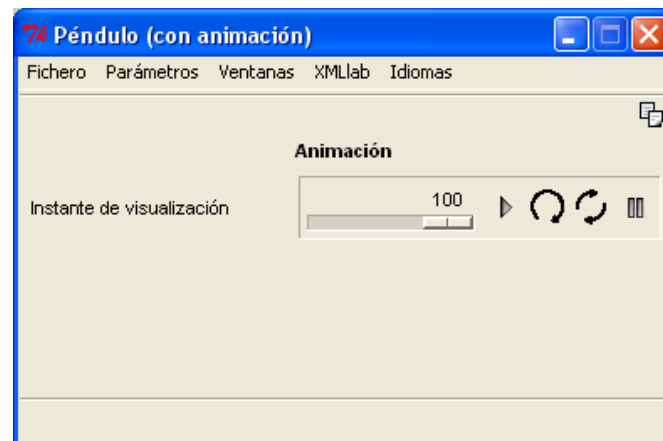 Péndulo (con animación)
Fichero Parámetros Ventanas XMLlab Idiomas
Animación
Instante de visualización
100